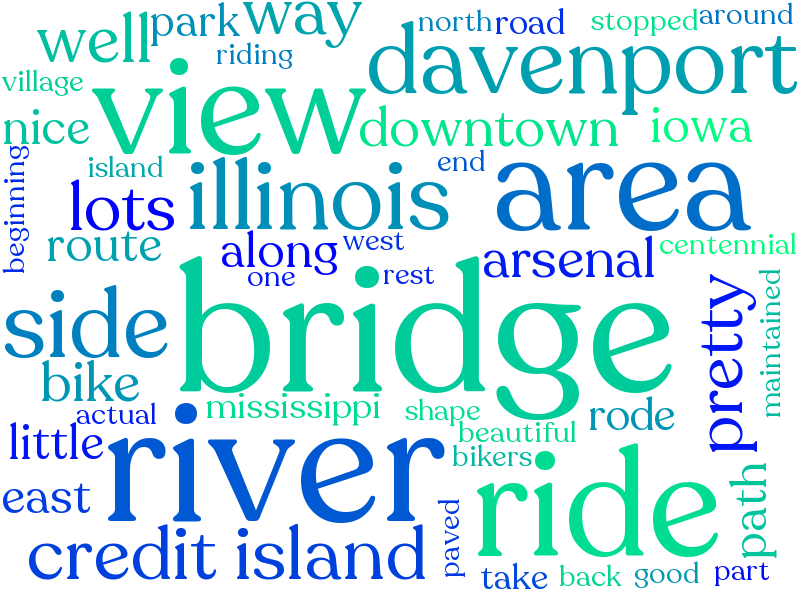 well
park
way
north
road
stopped
around
riding
davenport
village
view
nice
downtown
iowa
beginning
island
lots
illinois
end
area
route
along
west
one
rest
arsenal
centennial
side
bridge
pretty
maintained
bike
actual
mississippi
shape
rode
little
river
beautiful
bikers
east
ride
path
credit island
paved
take
back
good
part